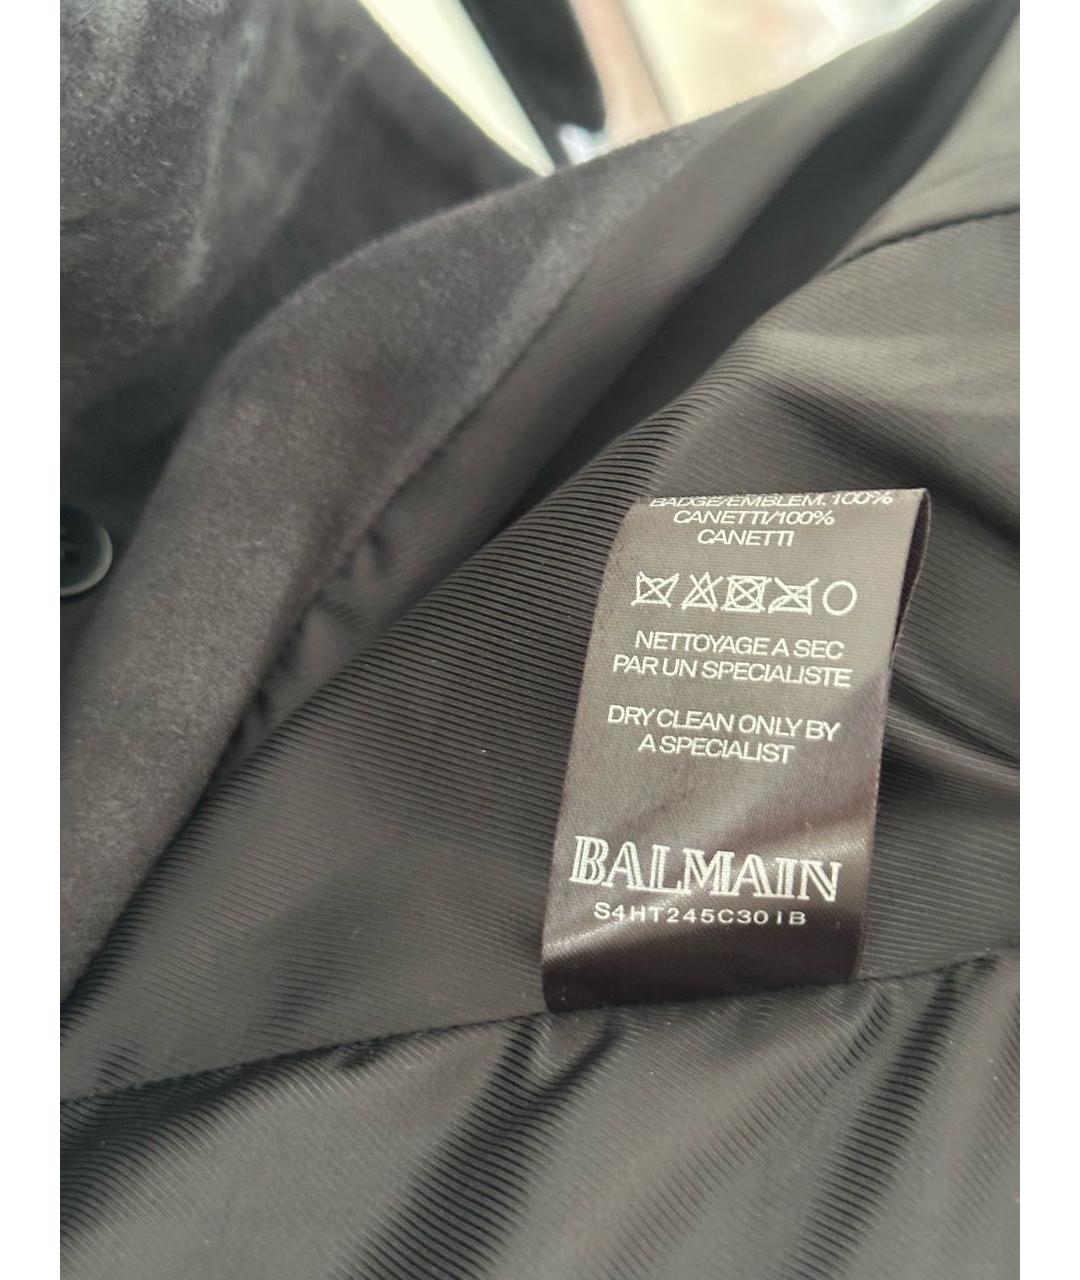 BADGE/EMBLEM. 100%
CANETTI/100%
CANETTI
NETTOYAGE A SEC
PAR UN SPECIALISTE
DRY CLEAN ONLY BY
A SPECIALIST
BALMAIN
S4HT245C301B